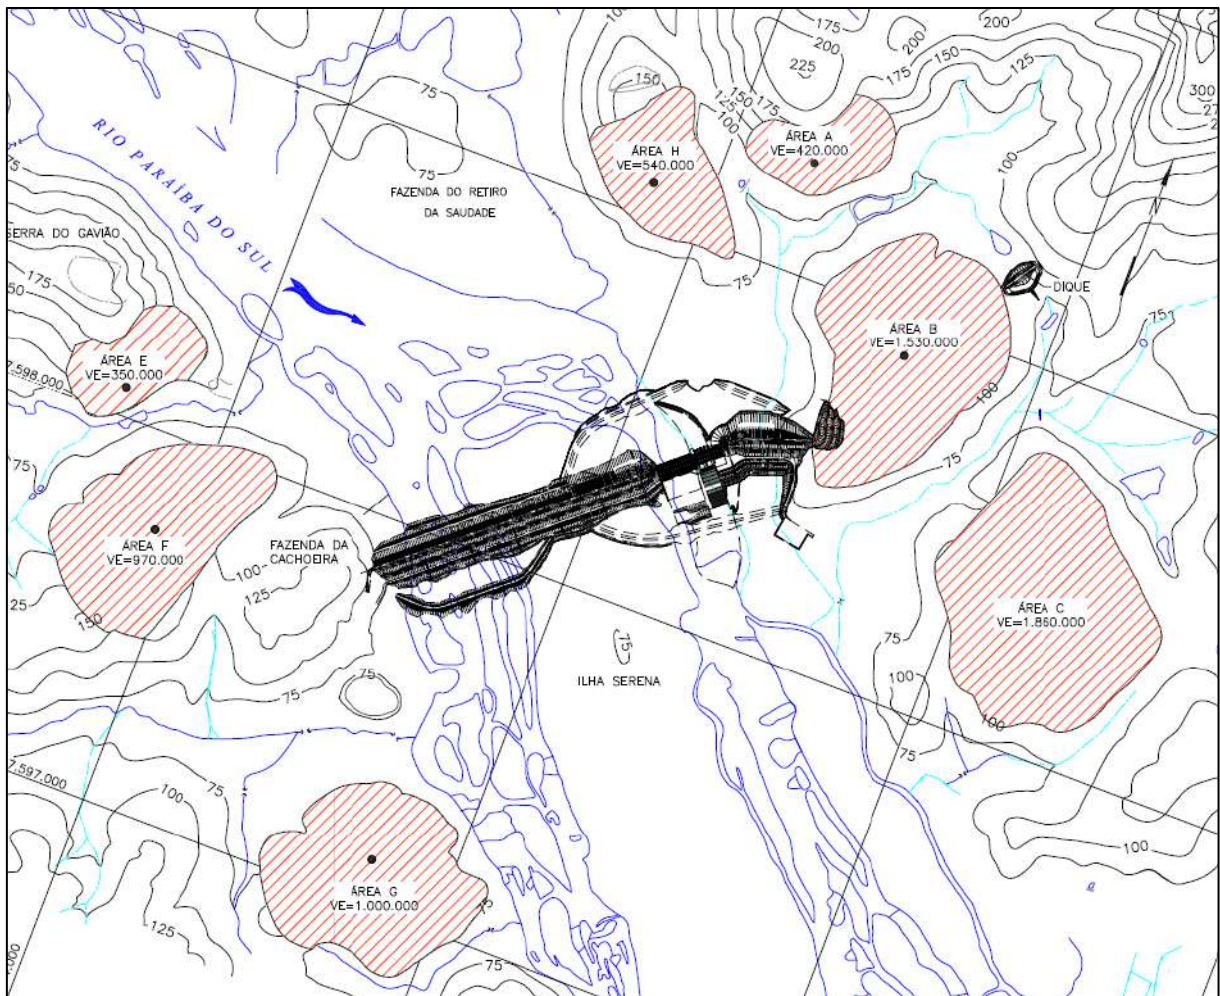 100
175
200
225
200
200
175
150
125
300
150
150
175
125
100
75
ÁREA A
VE=420.000
ÁREA H
VE=540.000
100
75
RIO PARAÍBA DO SUL
FAZENDA DO RETIRO
DA SAUDADE
SERRA DO GAVIÃO
175
75
DIQUE
75
ÁREA B
VE=1.530.000
ÁREA E
VE=350.000
7.598.000
100
75
75
ÁREA F
VE=970.000
FAZENDA DA
CACHOEIRA
100
125
150
ÁREA C
VE=1.860.000
75
75
ILHA SERENA
75
75
100
100
75
7.597.000
75
100
100
ÁREA G
VE=1.000.000
75
125
75